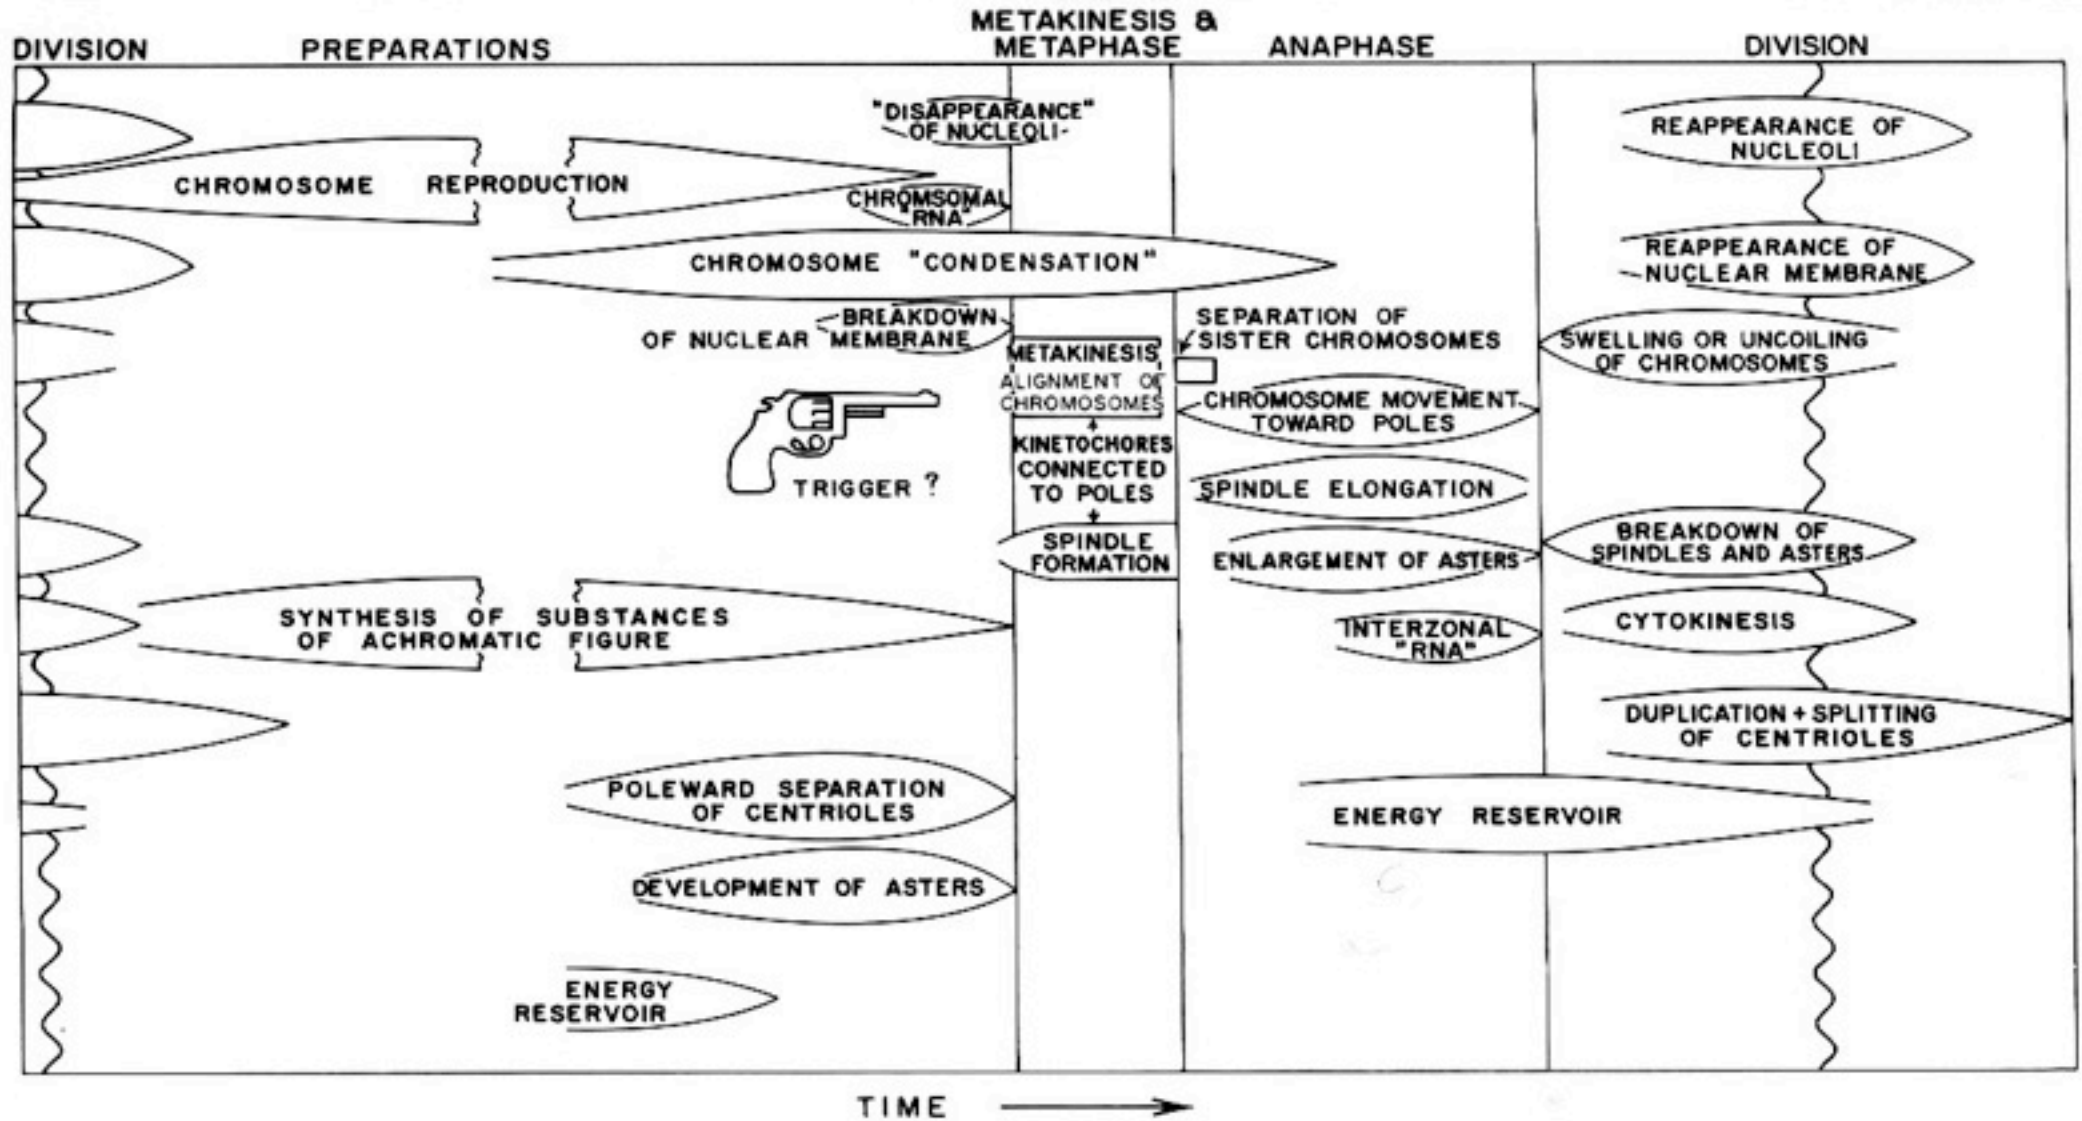 METAKINESIS &
DIVISION PREPARATIONS METAPHASE ANAPHASE DIVISION
"DISAPPEARANCE"
OF NUCLEOLI
CHROMOSOME REPRODUCTION
CHROMSOMAL
"RNA"
CHROMOSOME "CONDENSATION"
BREAKDOWN
OF NUCLEAR MEMBRANE
TRIGGER ?
SYNTHESIS OF SUBSTANCES
OF ACHROMATIC FIGURE
POLEWARD SEPARATION
OF CENTRIOLES
DEVELOPMENT OF ASTERS
ENERGY
RESERVOIR
METAKINESIS
ALIGNMENT OF
CHROMOSOMES
KINETOCHORES
CONNECTED
TO POLES
SPINDLE
FORMATION
SEPARATION OF
SISTER CHROMOSOMES
CHROMOSOME MOVEMENT
TOWARD POLES
SPINDLE ELONGATION
ENLARGEMENT OF ASTERS
INTERZONAL
"RNA"
ENERGY RESERVOIR
REAPPEARANCE OF
NUCLEOLI
REAPPEARANCE OF
NUCLEAR MEMBRANE
SWELLING OR UNCOILING
OF CHROMOSOMES
BREAKDOWN OF
SPINDLES AND ASTERS
CYTOKINESIS
DUPLICATION + SPLITTING
OF CENTRIOLES
TIME